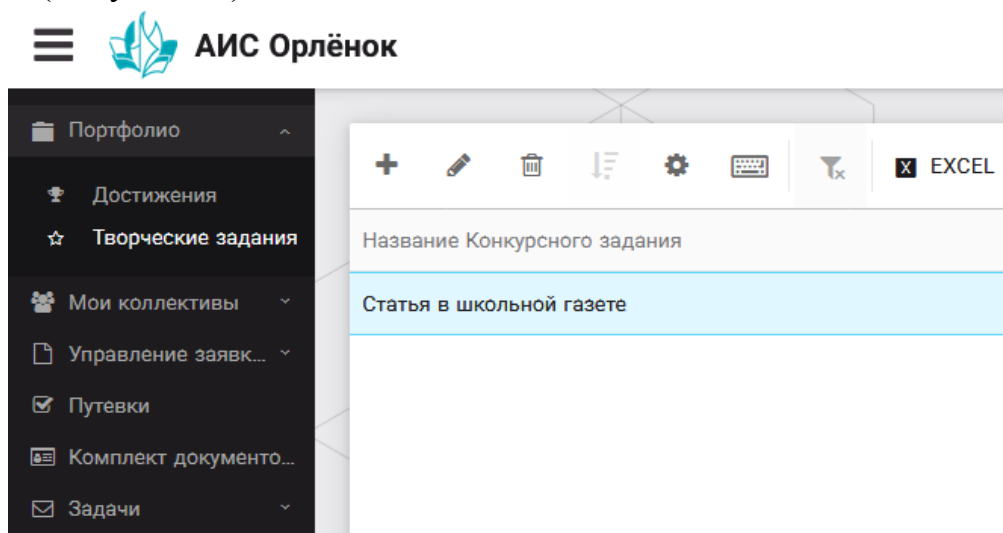 АИС Орлёнок
Портфолио
Достижения
Творческие задания
Мои коллективы
Управление заявк...
Путевки
Комплект документо...
Задачи
X EXCEL
Название Конкурсного задания
Статья в школьной газете